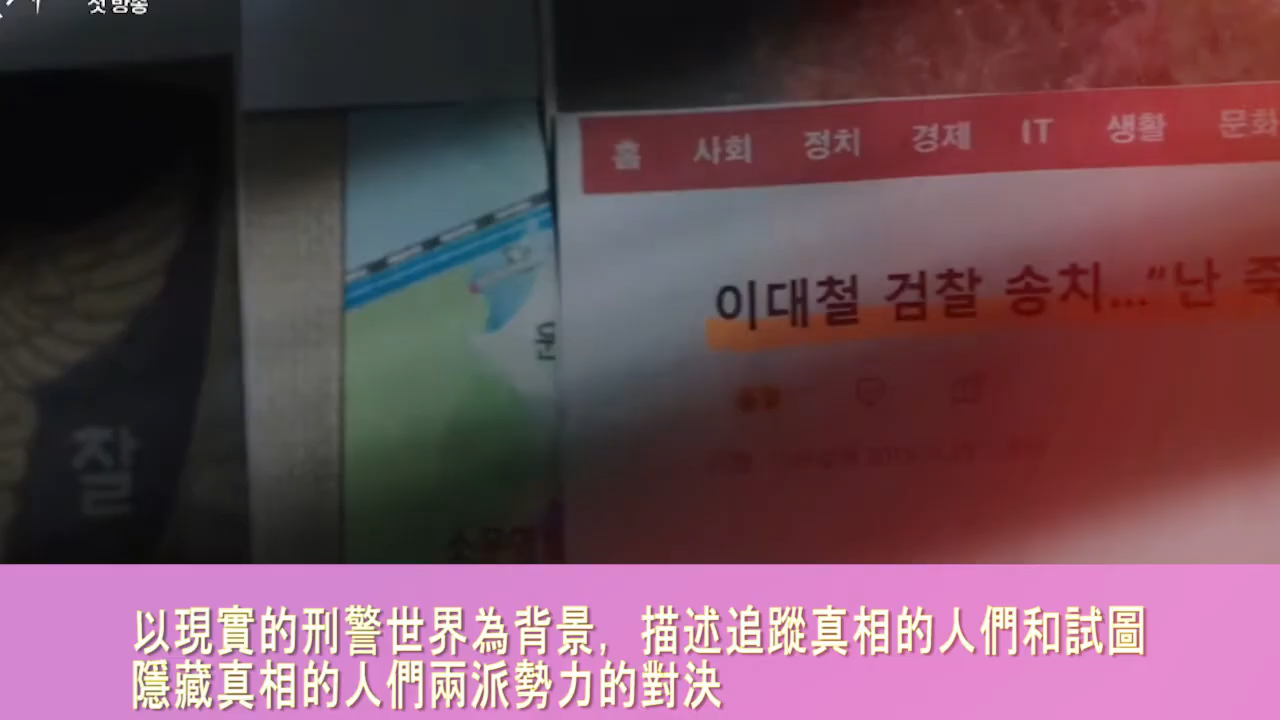 첫방송
홈 사회 정치 경제 IT 생활 문화
이대철 검찰 송치..."난 죽
찰
以現實的刑警世界為背景，描述追蹤真相的人們和試圖
隱藏真相的人們兩派勢力的對決